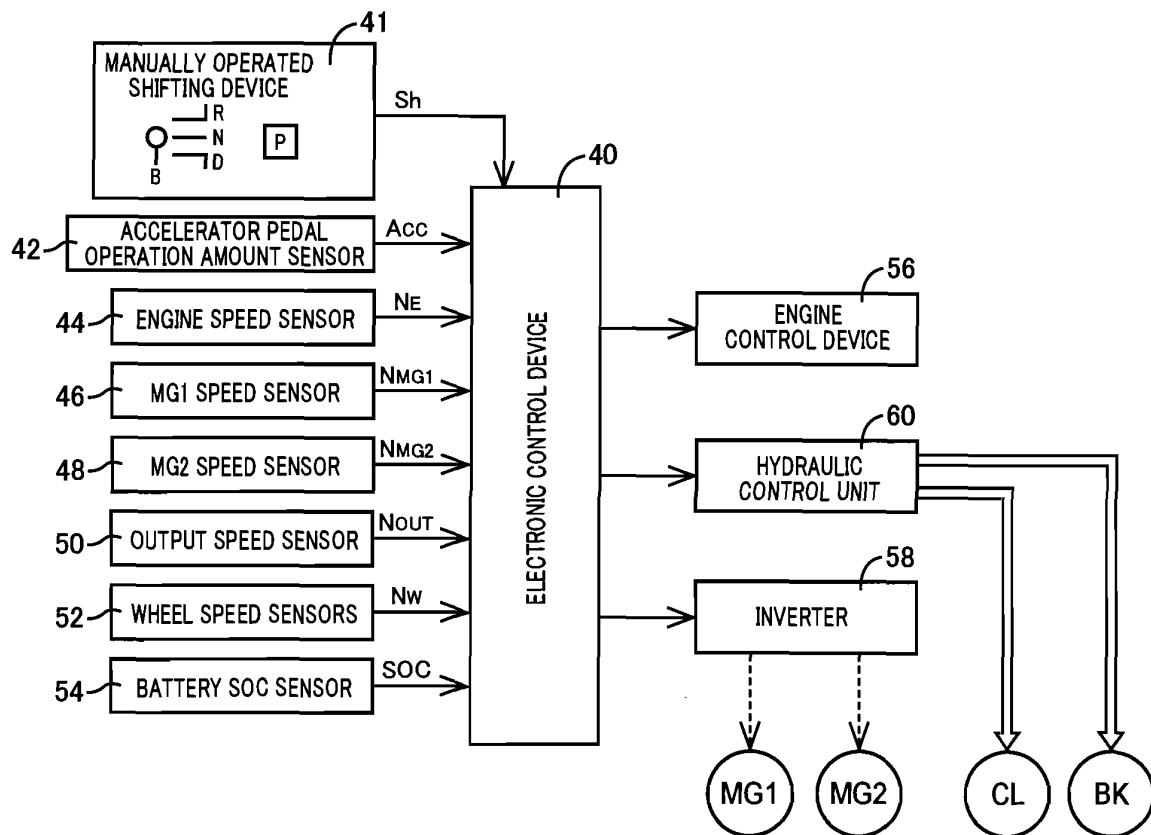 41
MANUALLY OPERATED
SHIFTING DEVICE
R
N
D
B
P
Sh
40
ELECTRONIC CONTROL DEVICE
42
ACCELERATOR PEDAL
OPERATION AMOUNT SENSOR
ACC
44
ENGINE SPEED SENSOR
NE
46
MG1 SPEED SENSOR
NMG1
48
MG2 SPEED SENSOR
NMG2
50
OUTPUT SPEED SENSOR
NOUT
52
WHEEL SPEED SENSORS
NW
54
BATTERY SOC SENSOR
SOC
56
ENGINE
CONTROL DEVICE
60
HYDRAULIC
CONTROL UNIT
58
INVERTER
MG1
MG2
CL
BK